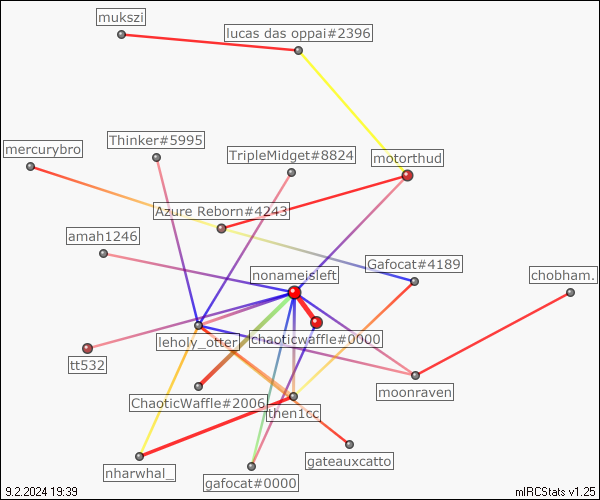 mukszi
lucas das oppai#2396
Thinker#5995
mercurybro
TripleMidget#8824
motorthud
Azure Reborn#4243
amah1246
Gafocat#4189
nonameisleft
chobham.
leholy_otter
chaoticwaffle#0000
tt532
moonraven
ChaoticWaffle#2006
then1cc
gateauxcatto
nharwhal_
gafocat#0000
9.2.2024 19:39
mIRCStats v1.25